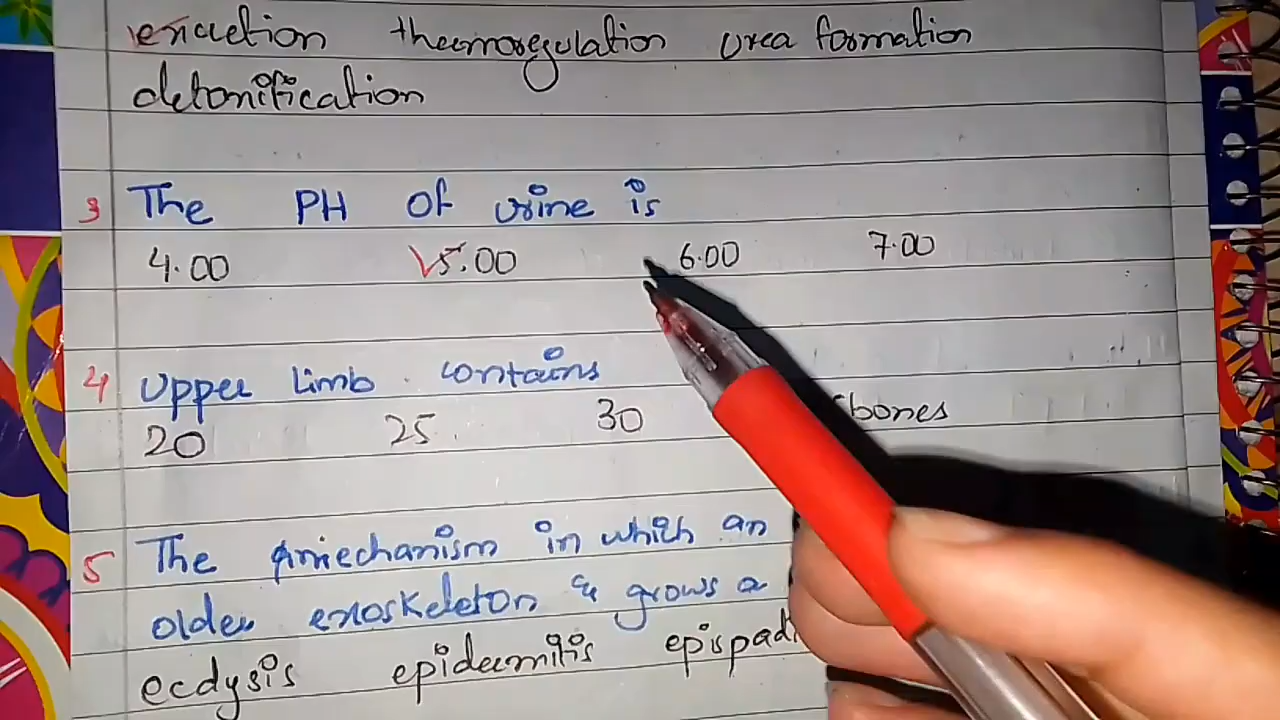 excretion thermoregulation urea formation
detoxification
3 The PH of urine is
4.00 5.00 6.00 7.00
4 Upper limb contains
20 25 30 bones
5 The mechanism in which an
older exoskeleton & grows a
ecdysis epidermitis epispadi